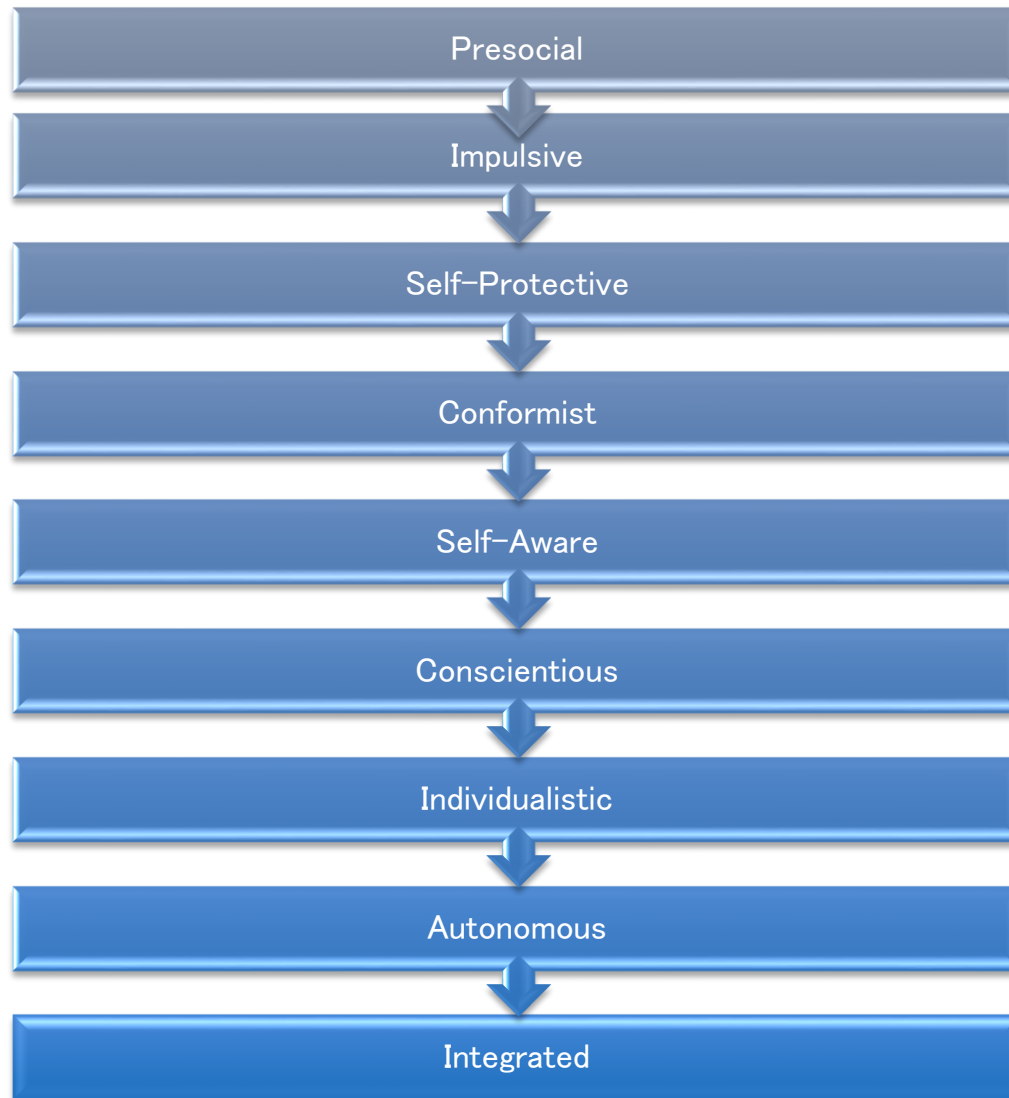 Presocial
Impulsive
Self-Protective
Conformist
Self-Aware
Conscientious
Individualistic
Autonomous
Integrated